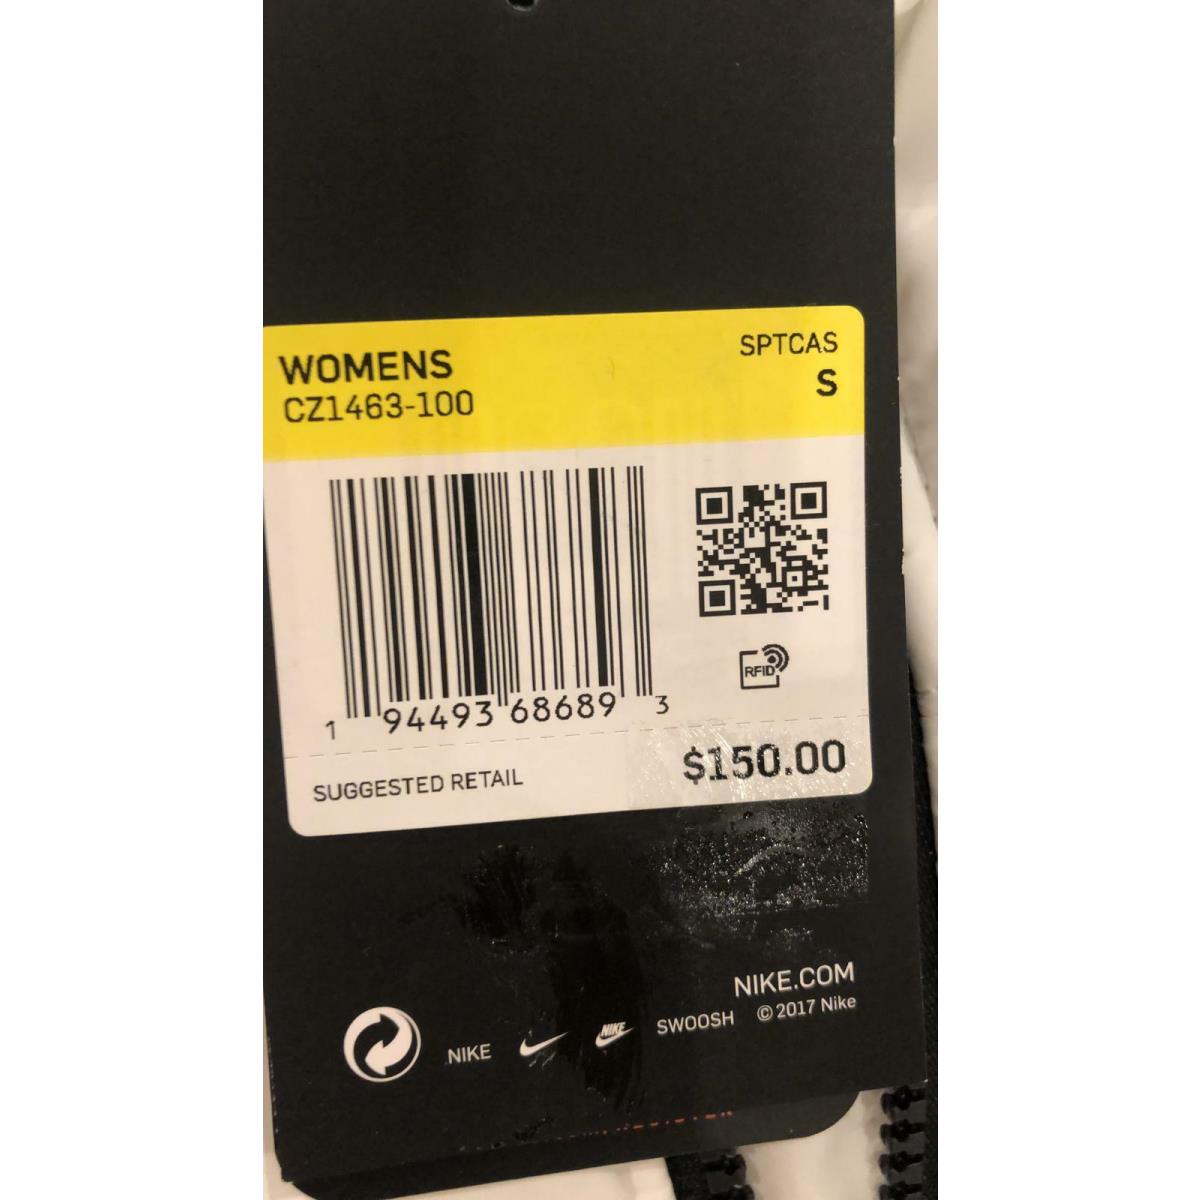 WOMENS
CZ1463-100
SPTCAS
S
RFID
1 94493 68689 3
SUGGESTED RETAIL $150.00
NIKE.COM
NIKE NIKE SWOOSH © 2017 Nike